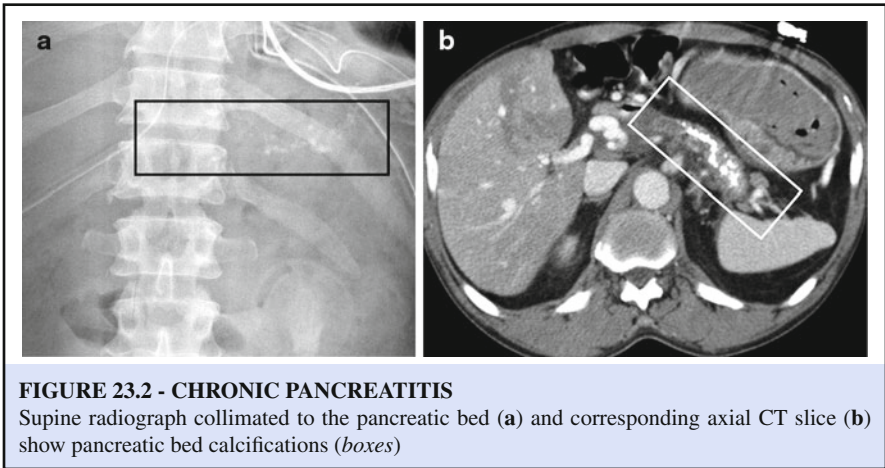 a
b
FIGURE 23.2 - CHRONIC PANCREATITIS
Supine radiograph collimated to the pancreatic bed (a) and corresponding axial CT slice (b)
show pancreatic bed calcifications (boxes)